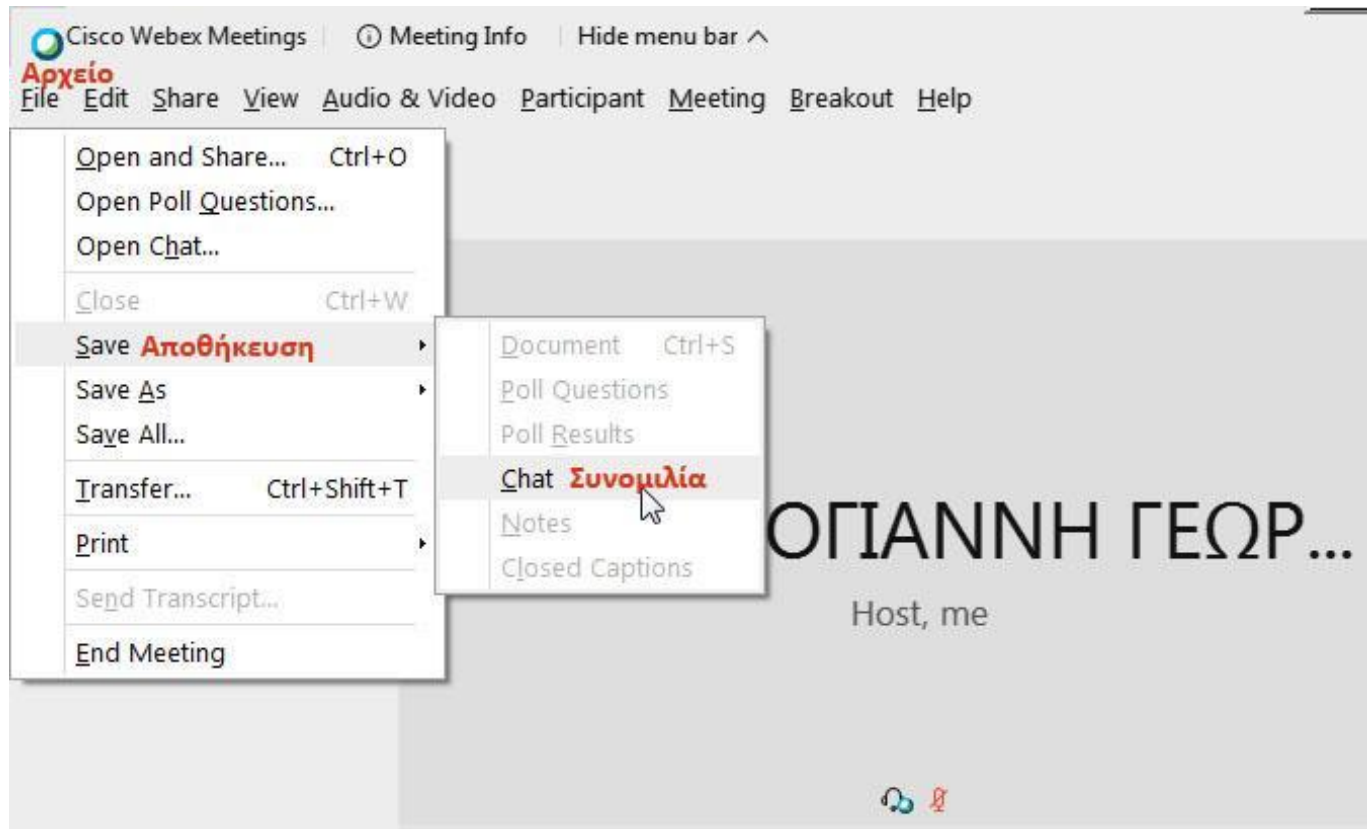 Cisco Webex Meetings Meeting Info Hide menu bar
Αρχείο
File Edit Share View Audio & Video Participant Meeting Breakout Help
Open and Share... Ctrl+O
Open Poll Questions...
Open Chat...
Close Ctrl+W
Save Αποθήκευση
Save As
Save All...
Transfer... Ctrl+Shift+T
Print
Send Transcript...
End Meeting
Document Ctrl+S
Poll Questions
Poll Results
Chat Συνομιλία
Notes
Closed Captions
ΟΓΙΑΝΝΗ ΓΕΩΡ...
Host, me